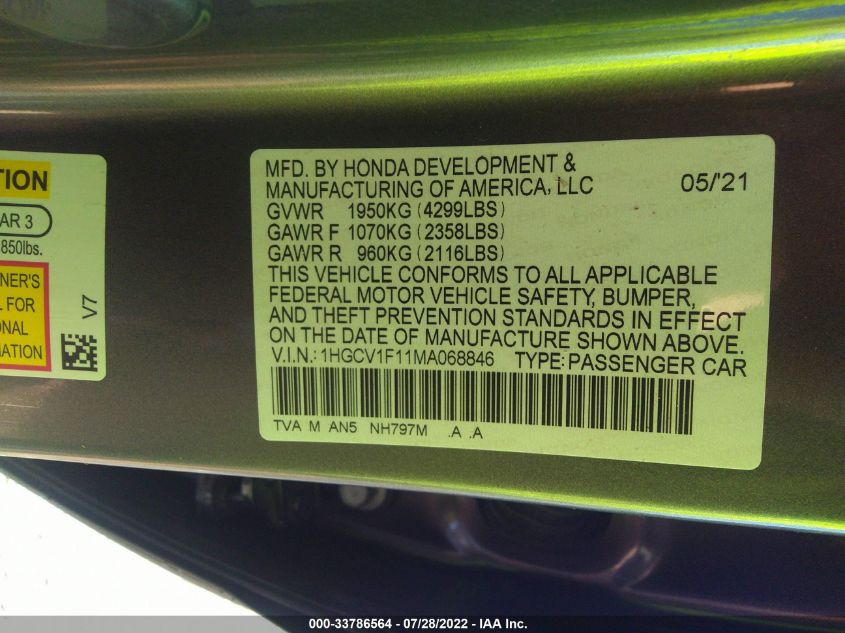 TION
AR 3
850lbs.
NER'S
L FOR
ONAL
MATION
V7
MFD. BY HONDA DEVELOPMENT &
MANUFACTURING OF AMERICA, LLC 05/'21
GVWR 1950KG (4299LBS)
GAWR F 1070KG (2358LBS)
GAWR R 960KG (2116LBS)
THIS VEHICLE CONFORMS TO ALL APPLICABLE
FEDERAL MOTOR VEHICLE SAFETY, BUMPER,
AND THEFT PREVENTION STANDARDS IN EFFECT
ON THE DATE OF MANUFACTURE SHOWN ABOVE.
V.I.N.: 1HGCV1F11MA068846 TYPE: PASSENGER CAR
TVA M AN5 NH797M .A .A
000-33786564 / 07/28/2022 - IAA Inc.